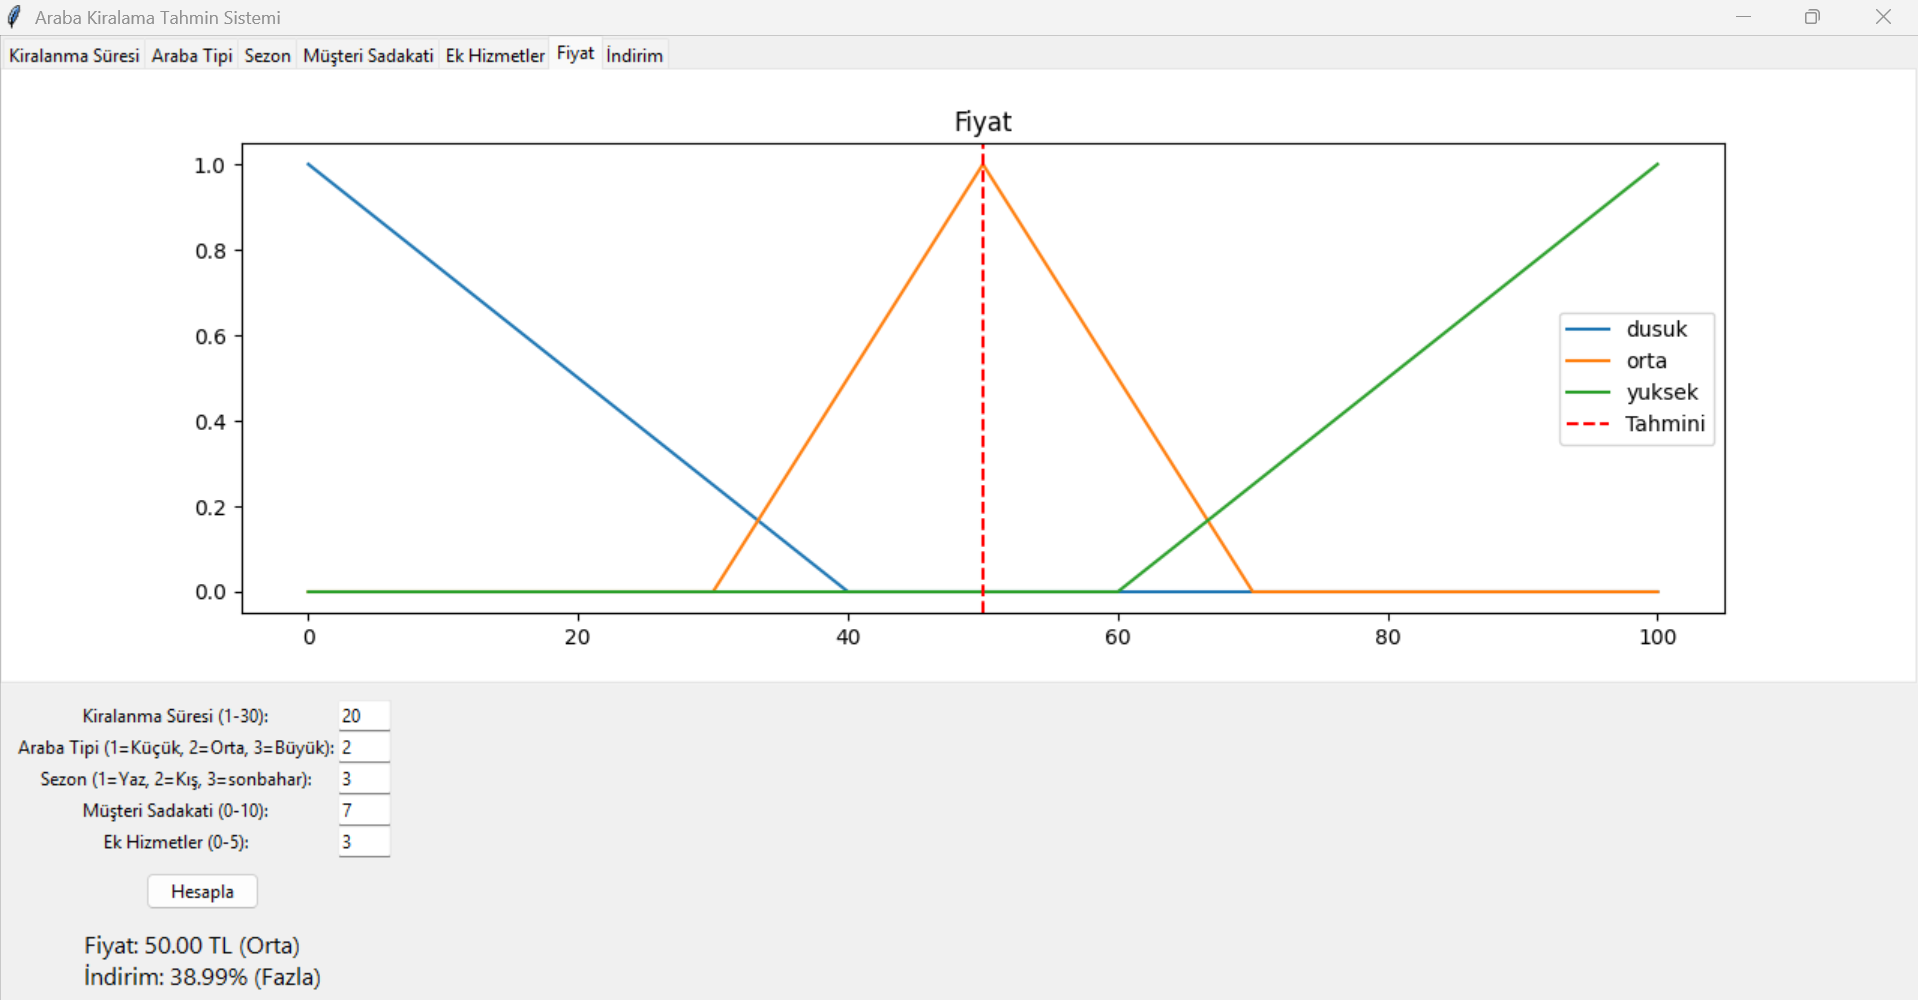 Araba Kiralama Tahmin Sistemi
Kiralanma Süresi Araba Tipi Sezon Müşteri Sadakati Ek Hizmetler Fiyat İndirim
Fiyat
1.0
0.8
0.6
0.4
0.2
0.0
0 20 40 60 80 100
dusuk
orta
yuksek
Tahmini
Kiralanma Süresi (1-30): 20
Araba Tipi (1=Küçük, 2=Orta, 3=Büyük): 2
Sezon (1=Yaz, 2=Kış, 3=sonbahar): 3
Müşteri Sadakati (0-10): 7
Ek Hizmetler (0-5): 3
Hesapla
Fiyat: 50.00 TL (Orta)
İndirim: 38.99% (Fazla)